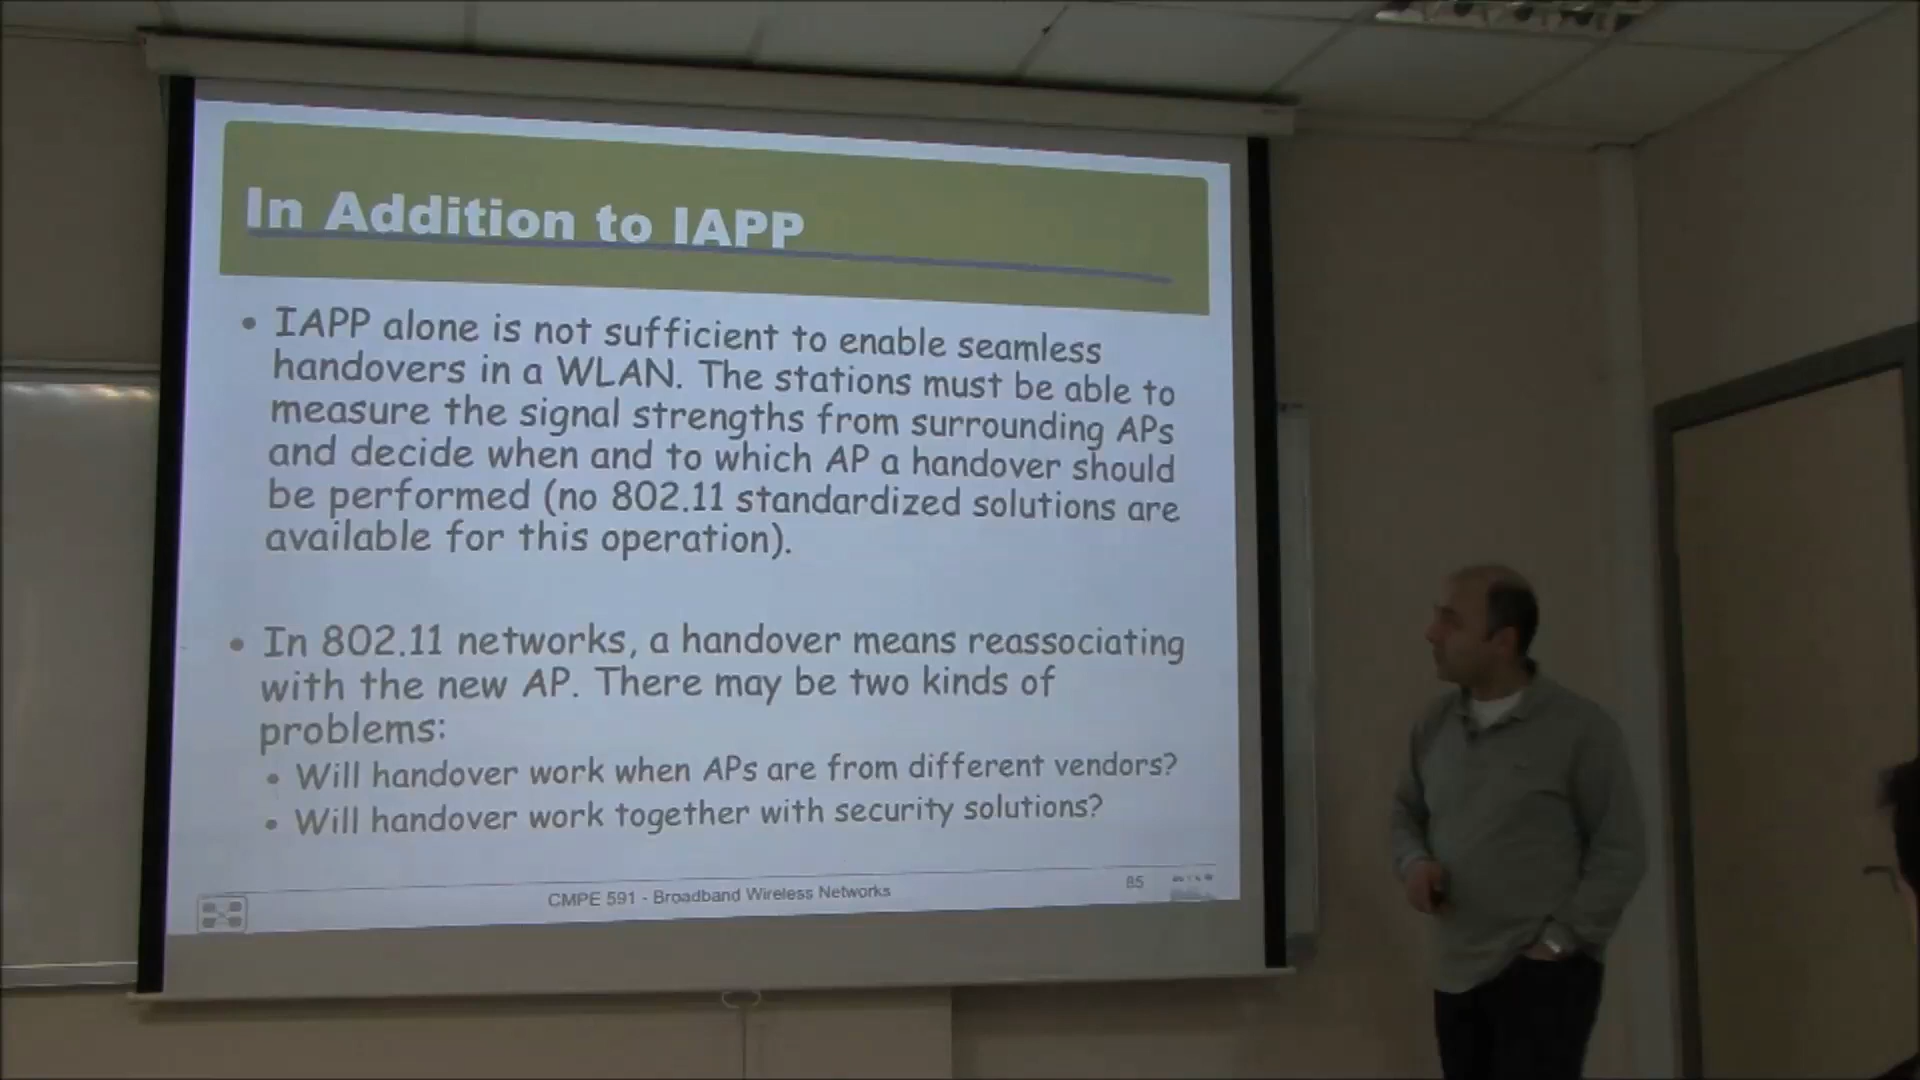 In Addition to IAPP
• IAPP alone is not sufficient to enable seamless
handovers in a WLAN. The stations must be able to
measure the signal strengths from surrounding APs
and decide when and to which AP a handover should
be performed (no 802.11 standardized solutions are
available for this operation).
• In 802.11 networks, a handover means reassociating
with the new AP. There may be two kinds of
problems:
• Will handover work when APs are from different vendors?
• Will handover work together with security solutions?
CMPE 591 - Broadband Wireless Networks
85